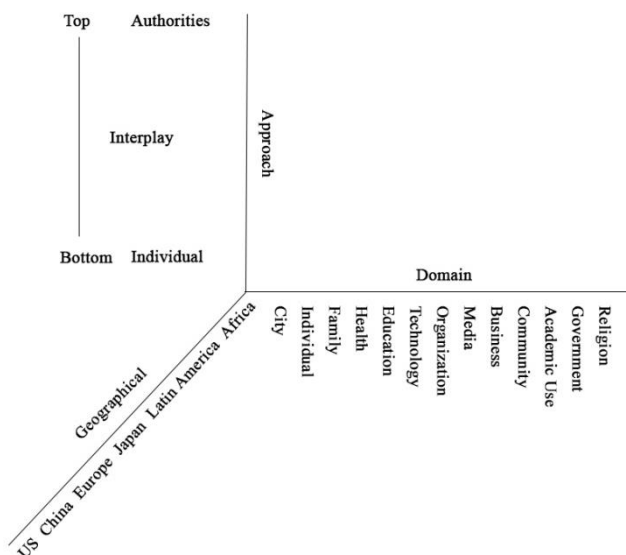 Top Authorities
Interplay
Approach
Bottom Individual
Domain
City
Individual
Family
Health
Education
Technology
Organization
Media
Business
Community
Academic Use
Government
Religion
Geographical
US China Europe Japan Latin America Africa